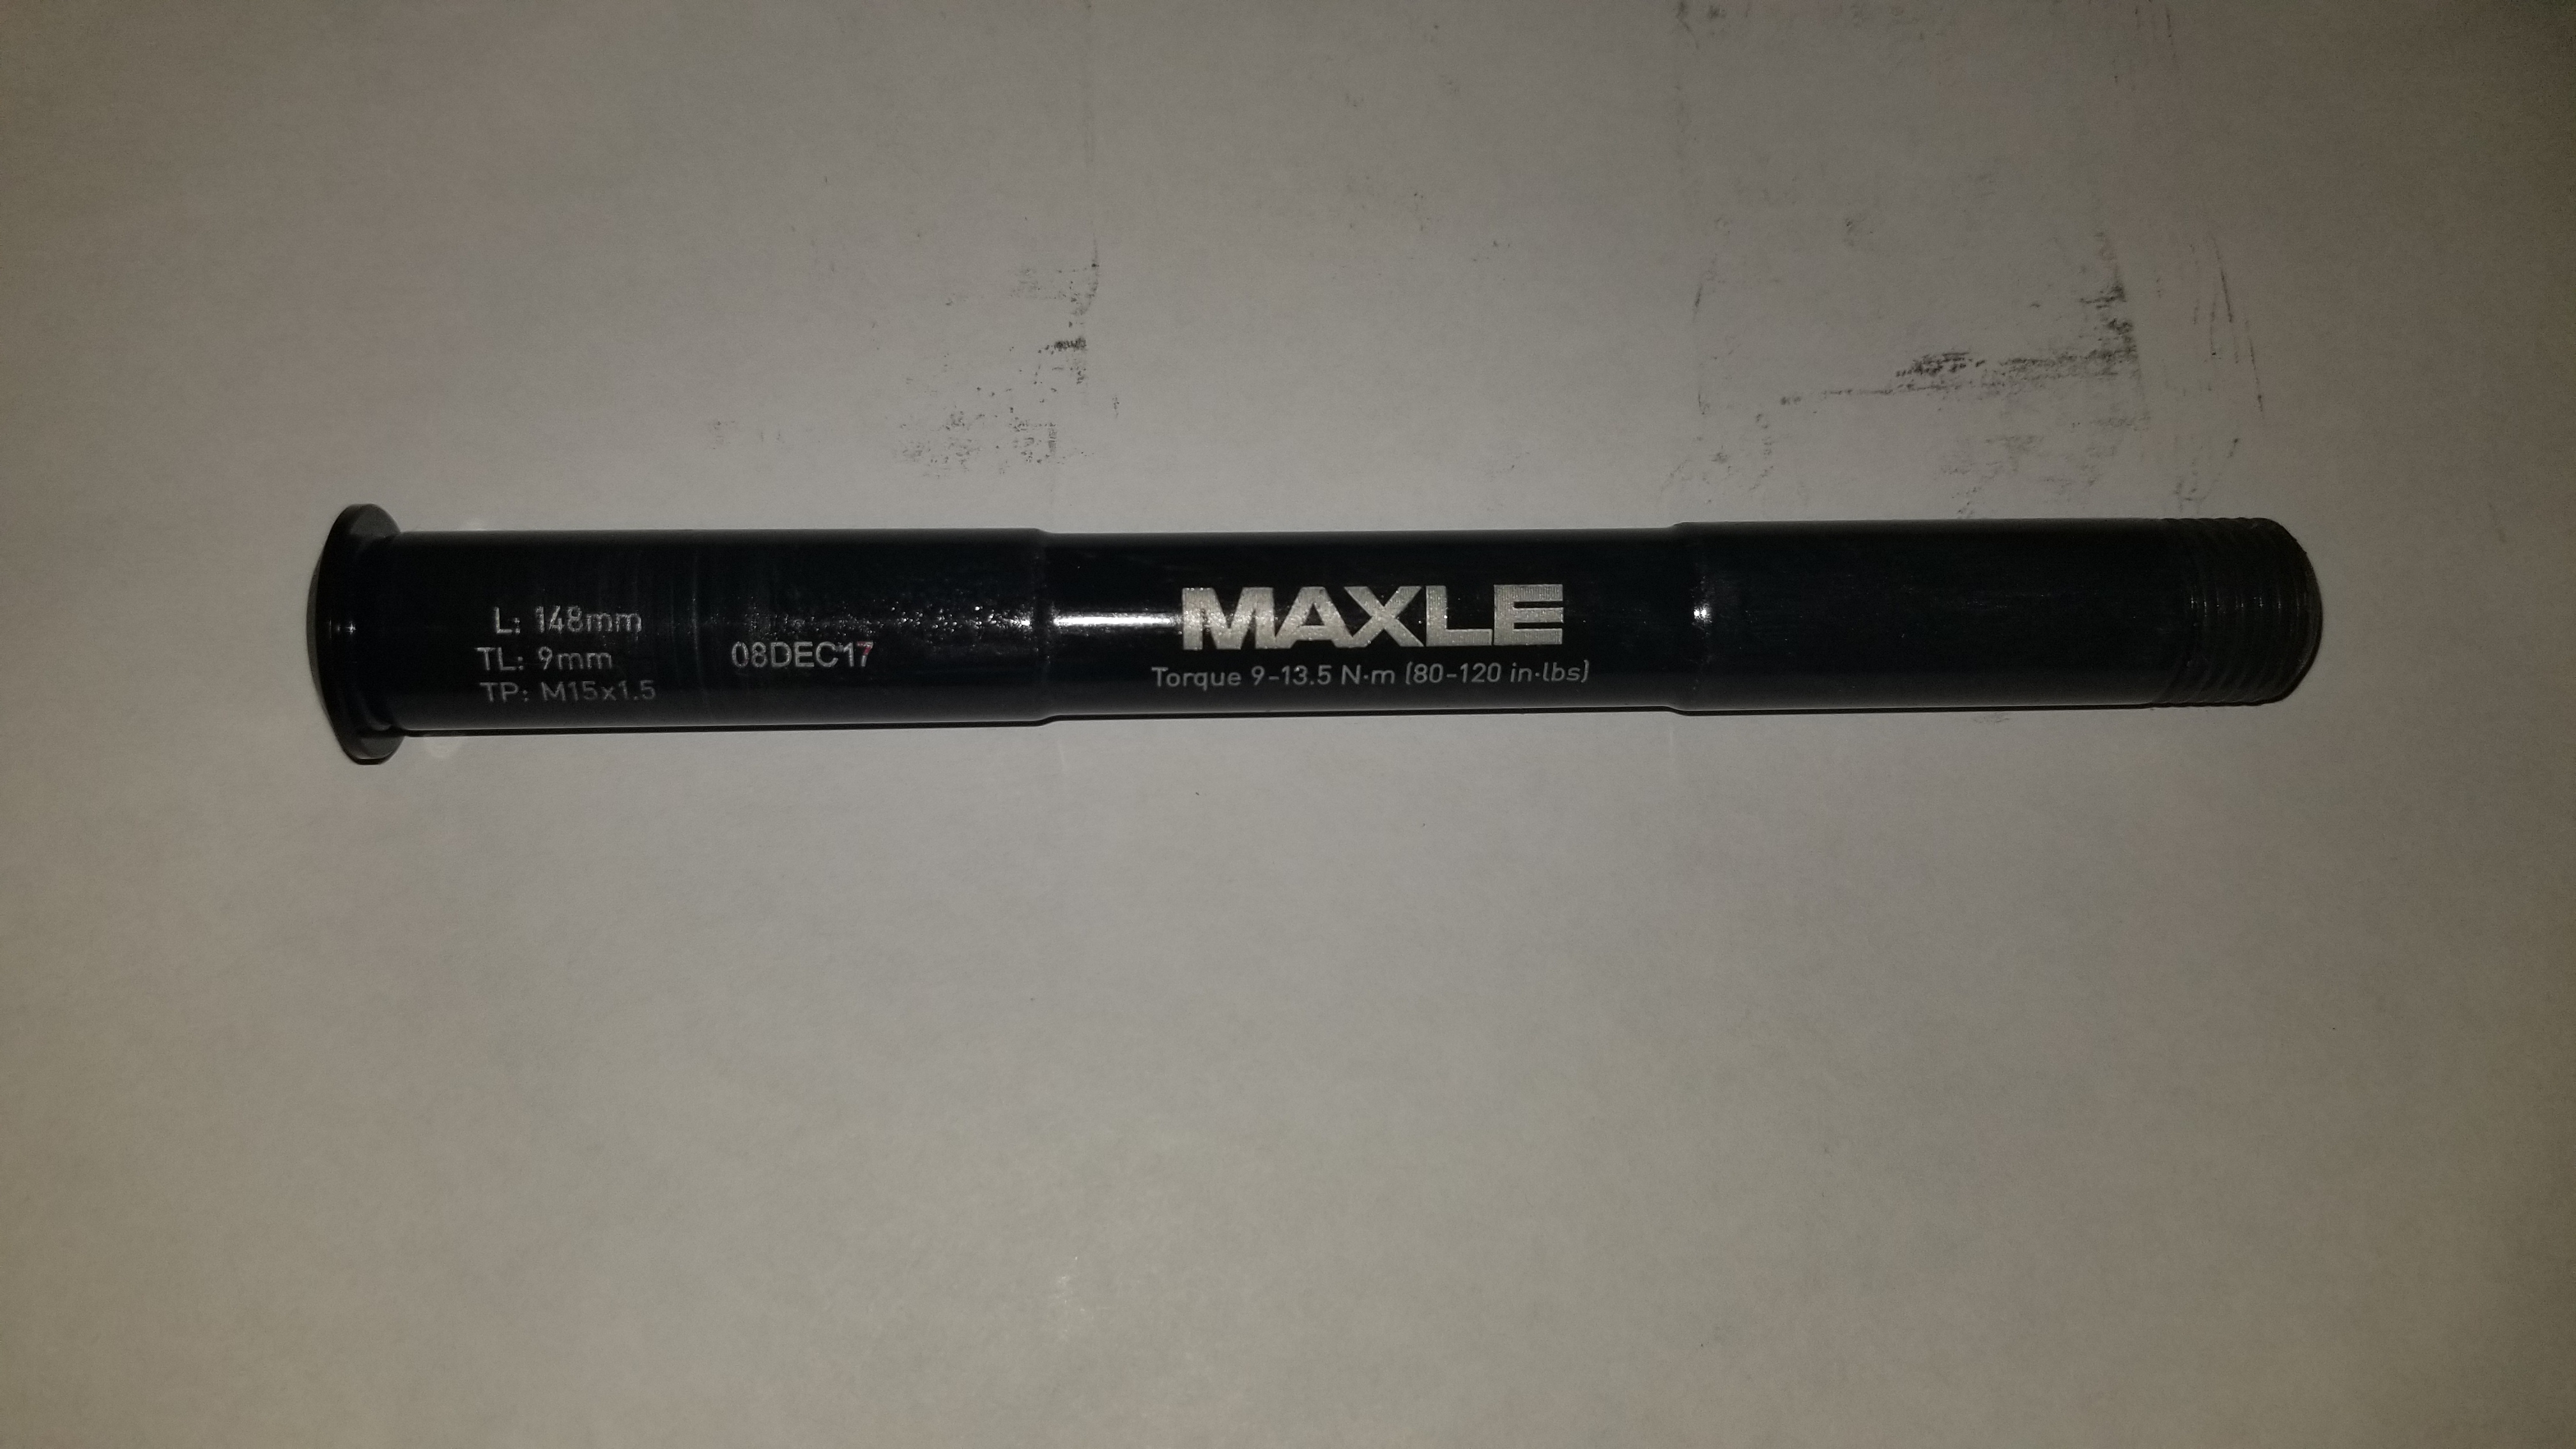 L: 148mm
TL: 9mm
TP: M15x1.5
08DEC17
MAXLE
Torque 9-13.5 N·m (80-120 in·lbs)